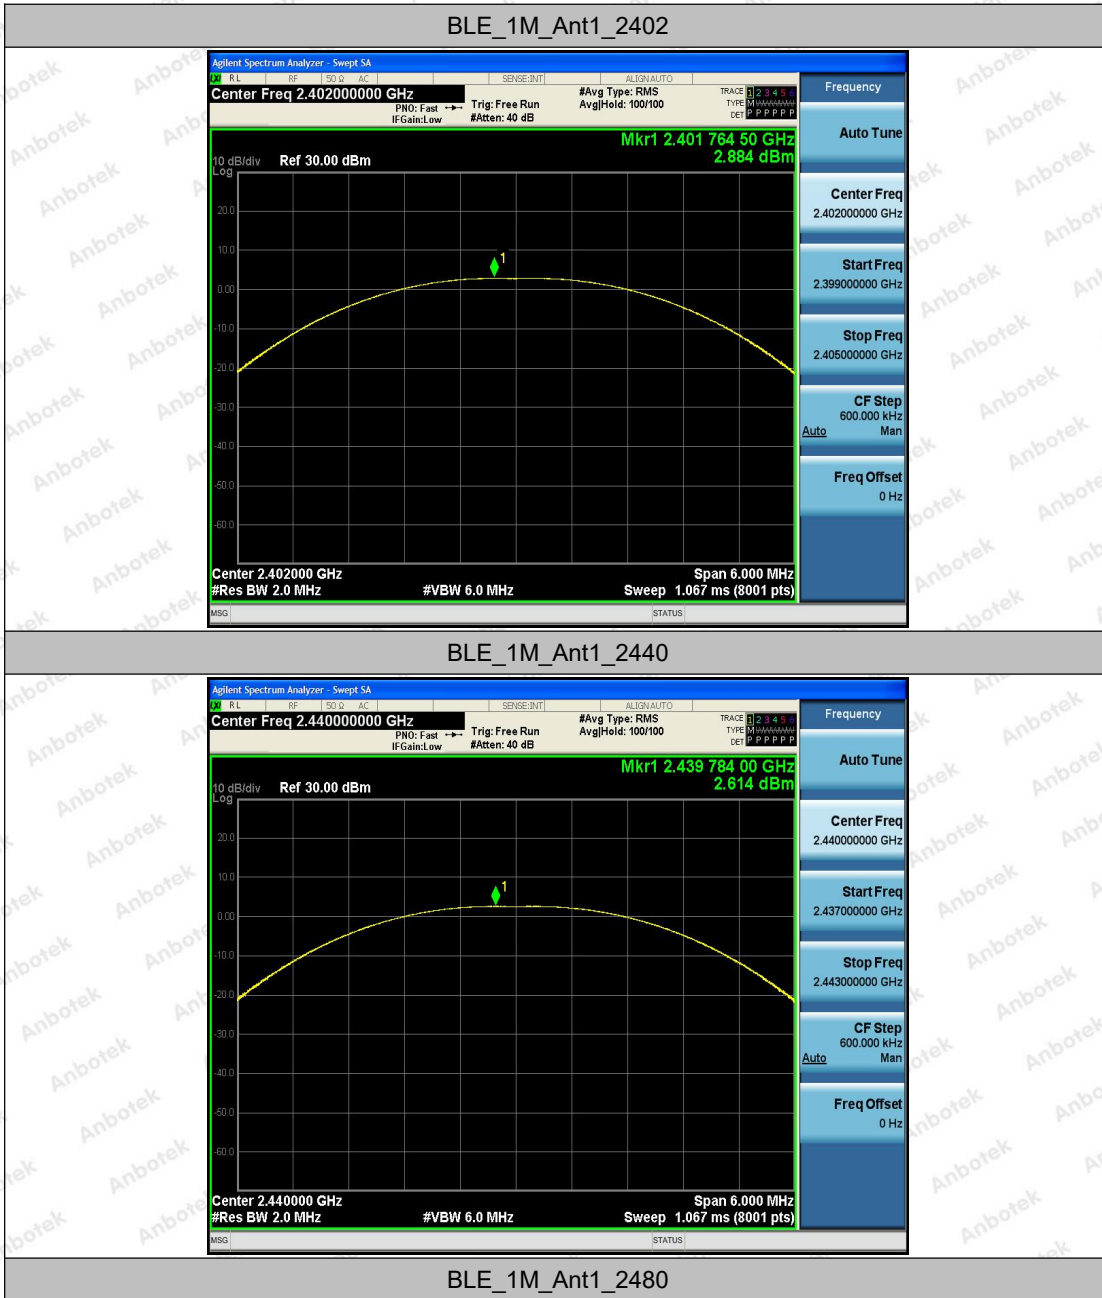 BLE_1M_Ant1_2402
Agilent Spectrum Analyzer - Swept SA
LXI RL RF 50 Ω AC SENSE:INT ALIGNAUTO
Center Freq 2.402000000 GHz
PNO: Fast
IFGain:Low
Trig: Free Run
#Atten: 40 dB
#Avg Type: RMS
Avg|Hold: 100/100
TRACE 1 2 3 4 5 6
TYPE M
DET P P P P P P
Mkr1 2.401 764 50 GHz
2.884 dBm
10 dB/div Ref 30.00 dBm
Log
20.0
10.0
0.00
-10.0
-20.0
-30.0
-40.0
-50.0
-60.0
1
Center 2.402000 GHz Span 6.000 MHz
#Res BW 2.0 MHz #VBW 6.0 MHz Sweep 1.067 ms (8001 pts)
MSG STATUS
Frequency
Auto Tune
Center Freq
2.402000000 GHz
Start Freq
2.399000000 GHz
Stop Freq
2.405000000 GHz
CF Step
600.000 kHz
Auto Man
Freq Offset
0 Hz
BLE_1M_Ant1_2440
Agilent Spectrum Analyzer - Swept SA
LXI RL RF 50 Ω AC SENSE:INT ALIGNAUTO
Center Freq 2.440000000 GHz
PNO: Fast
IFGain:Low
Trig: Free Run
#Atten: 40 dB
#Avg Type: RMS
Avg|Hold: 100/100
TRACE 1 2 3 4 5 6
TYPE M
DET P P P P P P
Mkr1 2.439 784 00 GHz
2.614 dBm
10 dB/div Ref 30.00 dBm
Log
20.0
10.0
0.00
-10.0
-20.0
-30.0
-40.0
-50.0
-60.0
1
Center 2.440000 GHz Span 6.000 MHz
#Res BW 2.0 MHz #VBW 6.0 MHz Sweep 1.067 ms (8001 pts)
MSG STATUS
Frequency
Auto Tune
Center Freq
2.440000000 GHz
Start Freq
2.437000000 GHz
Stop Freq
2.443000000 GHz
CF Step
600.000 kHz
Auto Man
Freq Offset
0 Hz
BLE_1M_Ant1_2480
Anbotek